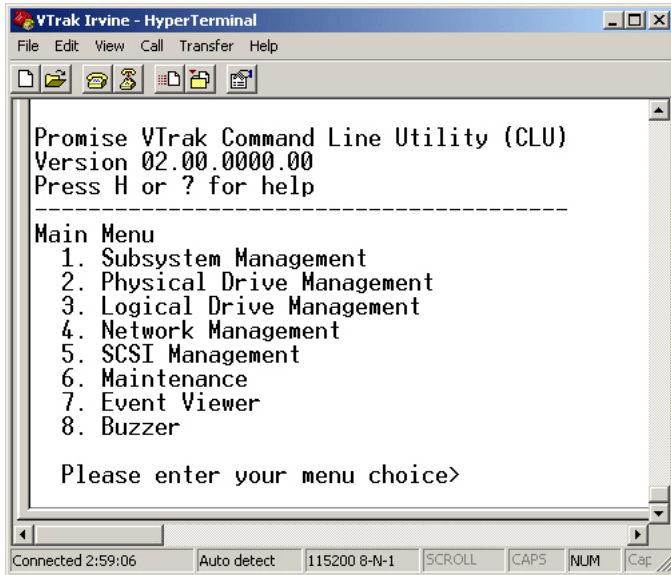 VTrak Irvine - HyperTerminal
File Edit View Call Transfer Help
Promise VTrak Command Line Utility (CLU)
Version 02.00.0000.00
Press H or ? for help
----------------------------------------
Main Menu
1. Subsystem Management
2. Physical Drive Management
3. Logical Drive Management
4. Network Management
5. SCSI Management
6. Maintenance
7. Event Viewer
8. Buzzer
Please enter your menu choice>
Connected 2:59:06 Auto detect 115200 8-N-1 SCROLL CAPS NUM Cap